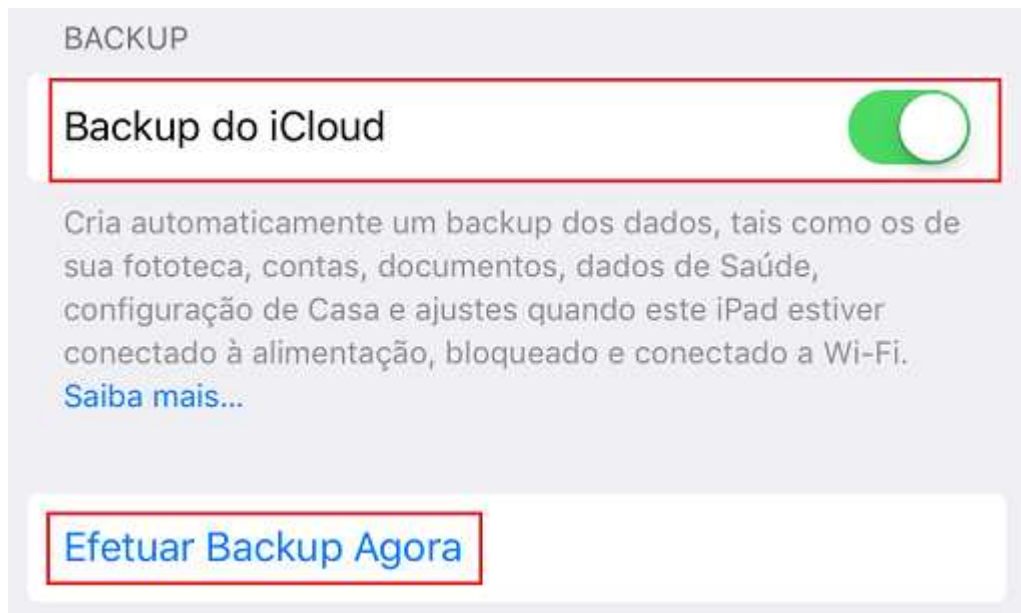 BACKUP
Backup do iCloud
Cria automaticamente um backup dos dados, tais como os de
sua fototeca, contas, documentos, dados de Saúde,
configuração de Casa e ajustes quando este iPad estiver
conectado à alimentação, bloqueado e conectado a Wi-Fi.
Saiba mais...
Efetuar Backup Agora